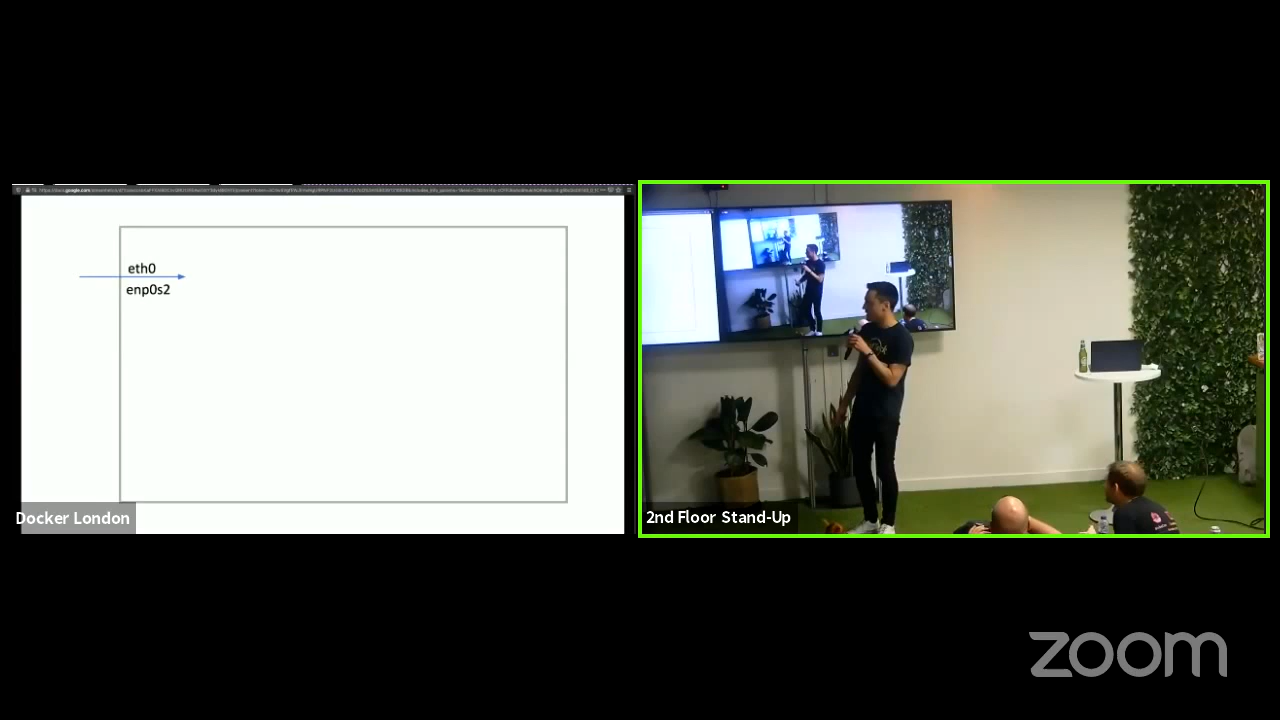 eth0
enp0s2
Docker London
2nd Floor Stand-Up
zoom